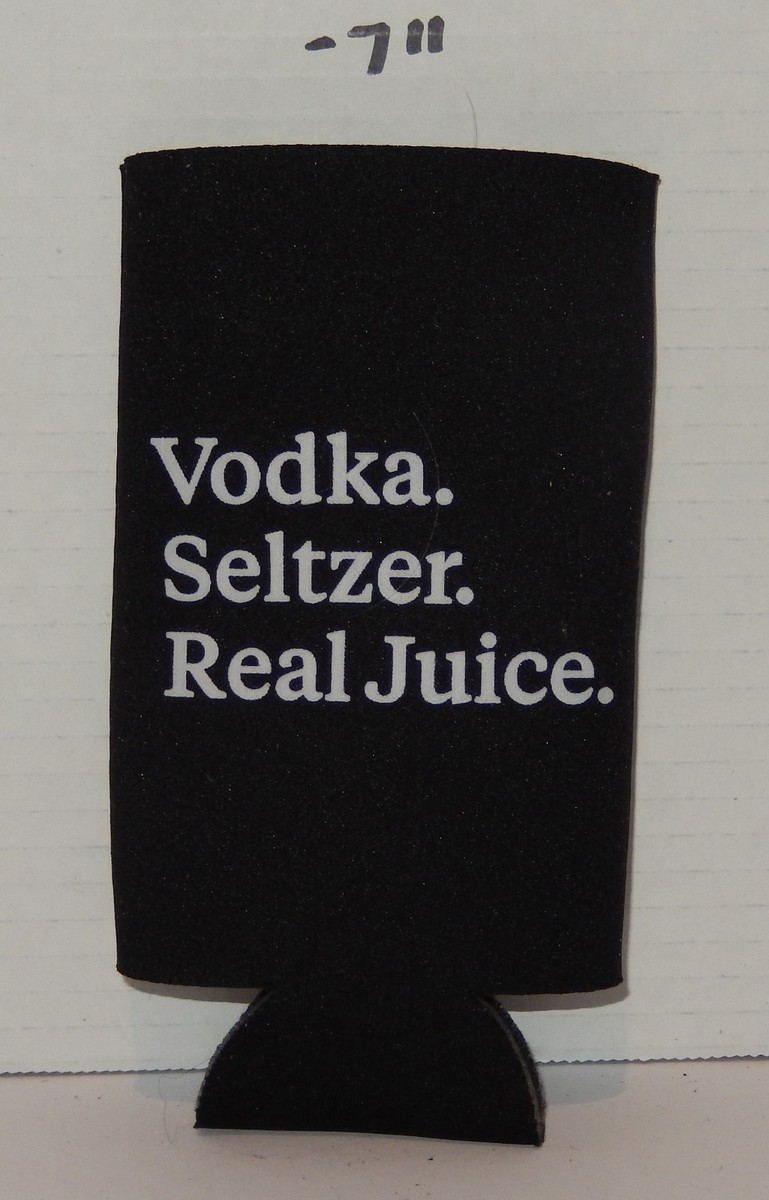 -7"
Vodka.
Seltzer.
Real Juice.